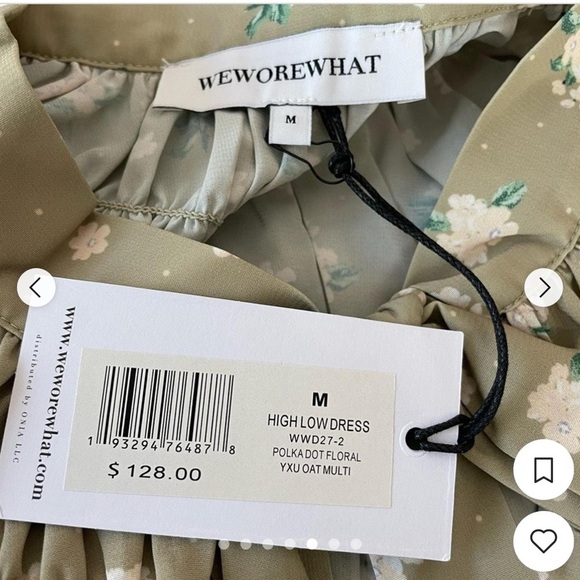 WEWOREWHAT
M
www.weworewhat.com
distributed by ONIA LLC
M
HIGH LOW DRESS
WWD27-2
POLKA DOT FLORAL
YXU OAT MULTI
1 93294 76487 8
$ 128.00